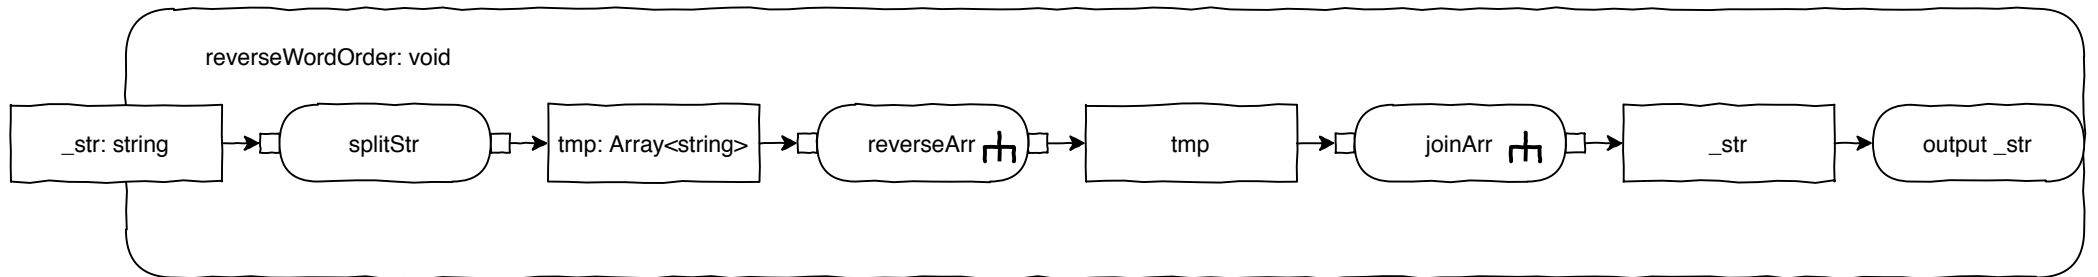 reverseWordOrder: void
_str: string
splitStr
tmp: Array<string>
reverseArr
tmp
joinArr
_str
output _str